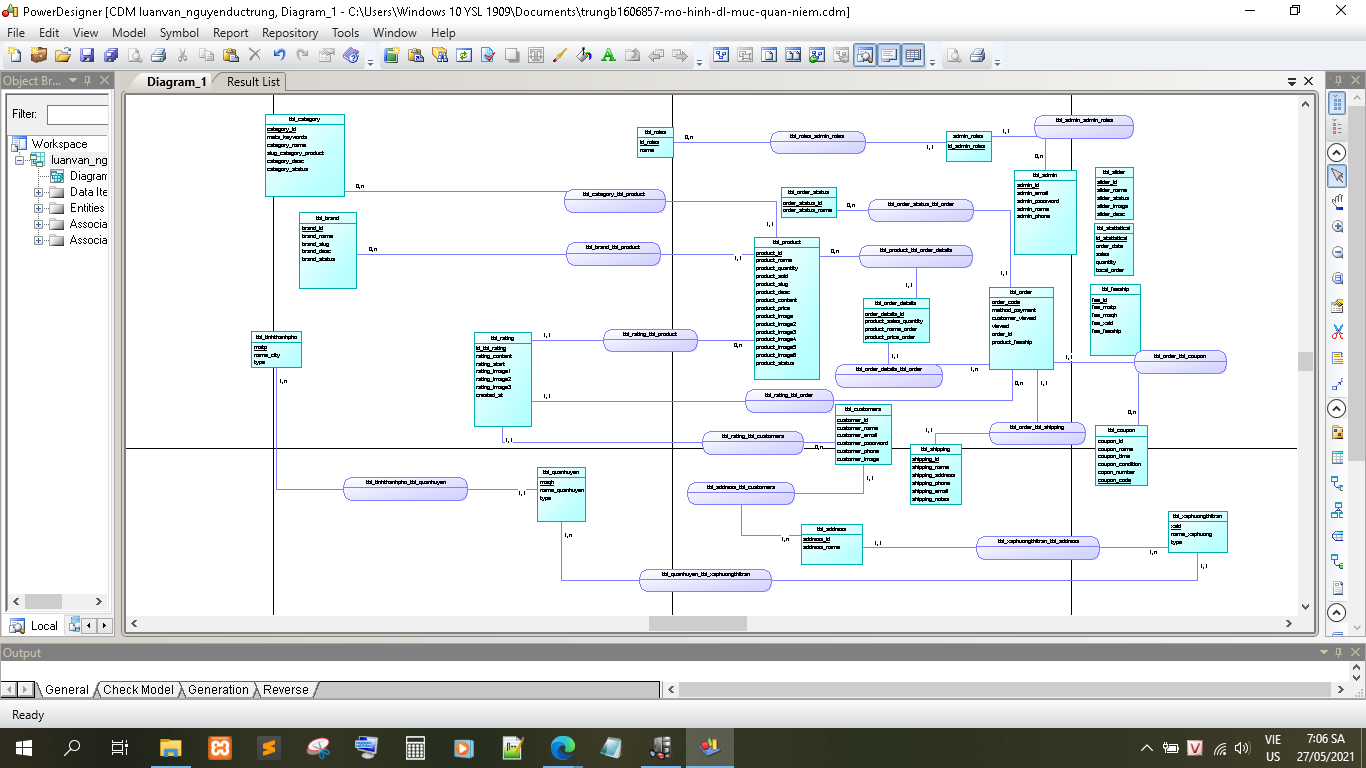 PowerDesigner [CDM luanvan_nguyenductrung, Diagram_1 - C:\Users\Windows 10 YSL 1909\Documents\trungb1606857-mo-hinh-dl-muc-quan-niem.cdm]
File Edit View Model Symbol Report Repository Tools Window Help
Object Br...
Filter:
Workspace
luanvan_ng
Diagram
Data Ite
Entities
Associa
Associa
Local
Diagram_1
Result List
tbl_category
category_id
meta_keywords
category_name
slug_category_product
category_desc
category_status
0,n
tbl_category_tbl_product
1,1
tbl_brand
brand_id
brand_name
brand_slug
brand_desc
brand_status
0,n
tbl_brand_tbl_product
1,1
tbl_roles
id_roles
name
0,n
tbl_roles_admin_roles
1,1
admin_roles
id_admin_roles
1,1
tbl_admin_admin_roles
0,n
tbl_admin
admin_id
admin_email
admin_password
admin_name
admin_phone
tbl_slider
slider_id
slider_name
slider_status
slider_image
slider_desc
tbl_statistical
id_statistical
order_date
sales
quantity
total_order
tbl_feeship
fee_id
fee_matp
fee_maqh
fee_xaid
fee_feeship
tbl_order_status
order_status_id
order_status_name
0,n
tbl_order_status_tbl_order
1,1
tbl_product
product_id
product_name
product_quantity
product_sold
product_slug
product_desc
product_content
product_price
product_image
product_image2
product_image3
product_image4
product_image5
product_image6
product_status
0,n
tbl_product_tbl_order_details
1,1
tbl_order_details
order_details_id
product_sales_quantity
product_name_order
product_price_order
1,1
tbl_order_details_tbl_order
1,n
tbl_order
order_code
method_payment
customer_viewed
viewed
order_id
product_feeship
1,1
tbl_order_tbl_coupon
0,n
tbl_coupon
coupon_id
coupon_name
coupon_time
coupon_condition
coupon_number
coupon_code
tbl_tinhthanhpho
matp
name_city
type
1,n
tbl_tinhthanhpho_tbl_quanhuyen
1,1
tbl_rating
id_tbl_rating
rating_content
rating_start
rating_image1
rating_image2
rating_image3
created_at
1,1
tbl_rating_tbl_product
0,n
1,1
tbl_rating_tbl_order
0,n
1,1
tbl_rating_tbl_customers
0,n
tbl_customers
customer_id
customer_name
customer_email
customer_password
customer_phone
customer_image
1,1
1,1
tbl_order_tbl_shipping
1,1
tbl_shipping
shipping_id
shipping_name
shipping_address
shipping_phone
shipping_email
shipping_notes
tbl_quanhuyen
maqh
name_quanhuyen
type
1,n
tbl_quanhuyen_tbl_xaphuongthitran
1,1
tbl_address_tbl_customers
1,n
tbl_address
address_id
address_name
1,1
tbl_xaphuongthitran_tbl_address
1,n
tbl_xaphuongthitran
xaid
name_xaphuong
type
Output
General Check Model Generation Reverse
Ready
VIE
US
7:06 SA
27/05/2021